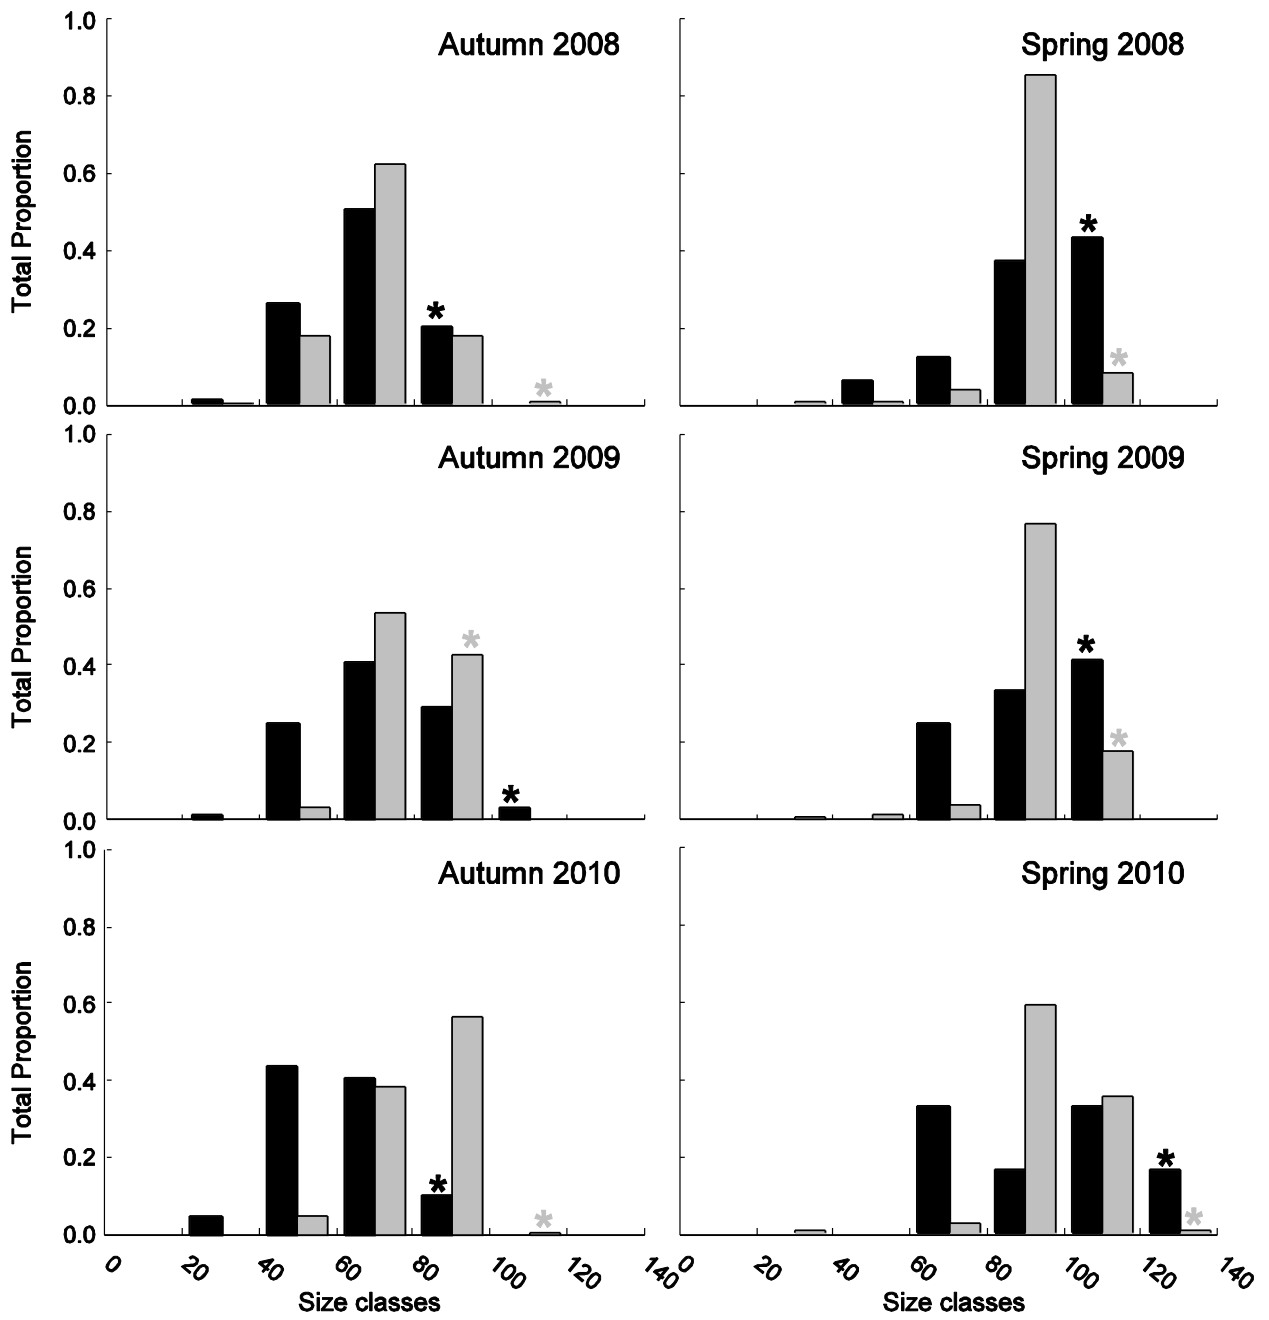 Autumn 2008
Total Proportion
1.0
0.8
0.6
0.4
0.2
0.0
*
*
Spring 2008
*
*
Autumn 2009
Total Proportion
1.0
0.8
0.6
0.4
0.2
0.0
*
*
Spring 2009
*
*
Autumn 2010
Total Proportion
1.0
0.8
0.6
0.4
0.2
0.0
*
*
0 20 40 60 80 100 120 140
Size classes
Spring 2010
*
*
0 20 40 60 80 100 120 140
Size classes